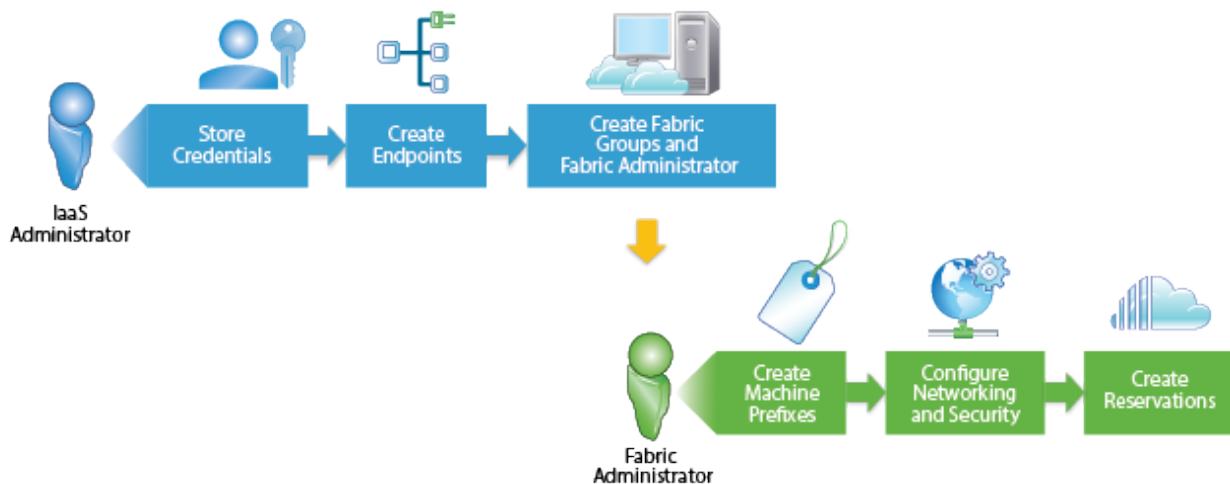 Store
Credentials
Create
Endpoints
Create Fabric
Groups and
Fabric Administrator
IaaS
Administrator
Create
Machine
Prefixes
Configure
Networking
and Security
Create
Reservations
Fabric
Administrator